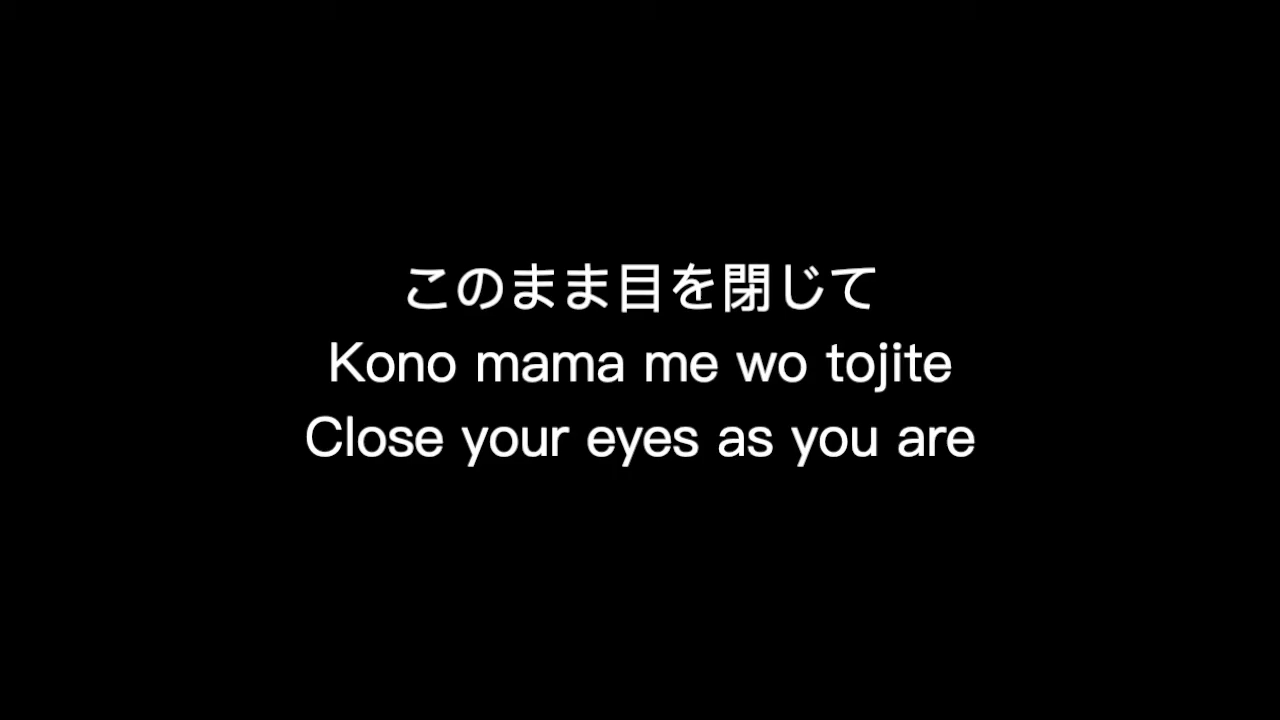 このまま目を閉じて
Kono mama me wo tojite
Close your eyes as you are